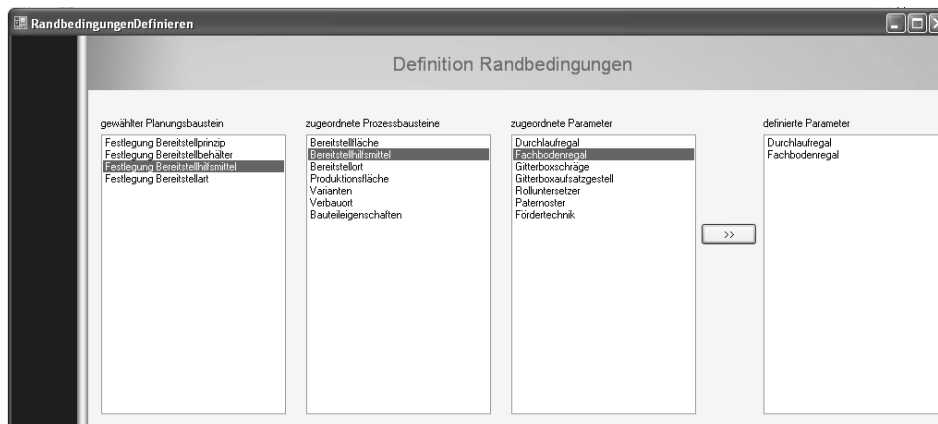 RandbedingungenDefinieren
Definition Randbedingungen
gewählter Planungsbaustein
Festlegung Bereitstellprinzip
Festlegung Bereitstellbehälter
Festlegung Bereitstellhilfsmittel
Festlegung Bereitstellart
zugeordnete Prozessbausteine
Bereitstellfläche
Bereitstellhilfsmittel
Bereitstellort
Produktionsfläche
Varianten
Verbauort
Bauteileigenschaften
zugeordnete Parameter
Durchlaufregal
Fachbodenregal
Gitterboxschräge
Gitterboxaufsatzgestell
Rolluntersetzer
Paternoster
Fördertechnik
>>
definierte Parameter
Durchlaufregal
Fachbodenregal